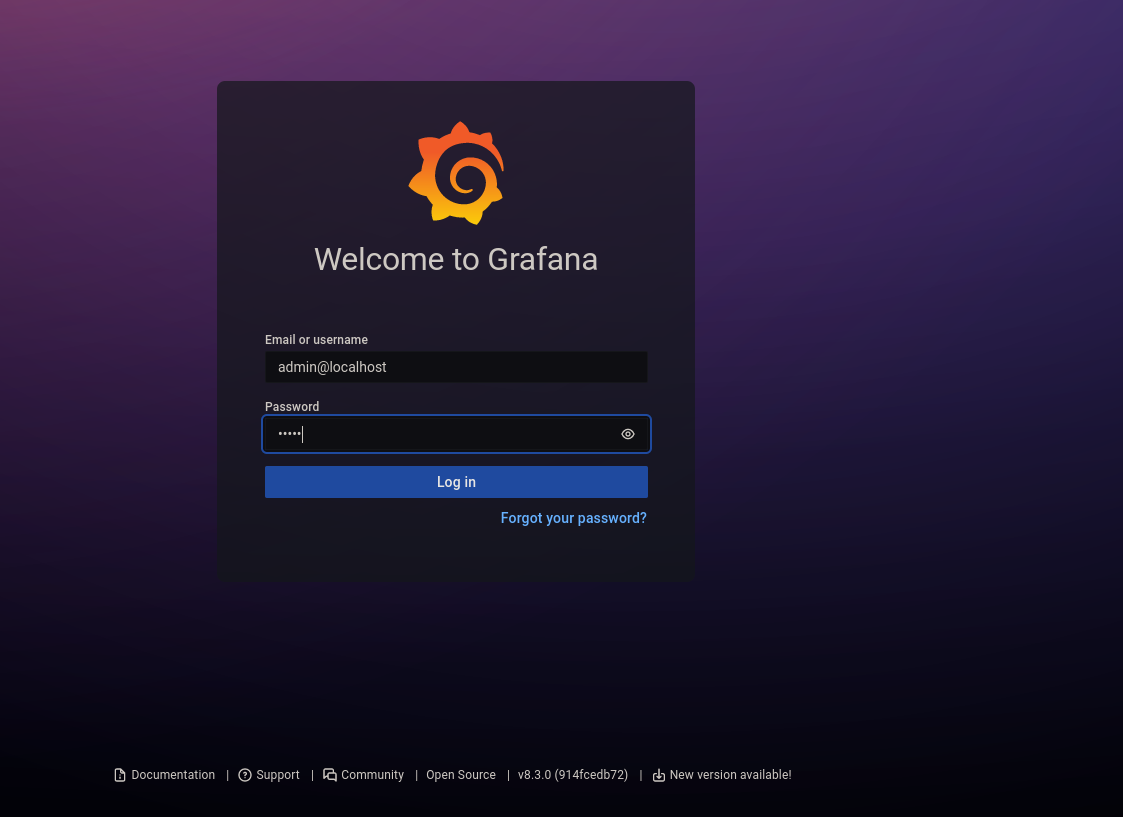 Welcome to Grafana
Email or username
admin@localhost
Password
•••••
Log in
Forgot your password?
Documentation | Support | Community | Open Source | v8.3.0 (914fcedb72) | New version available!